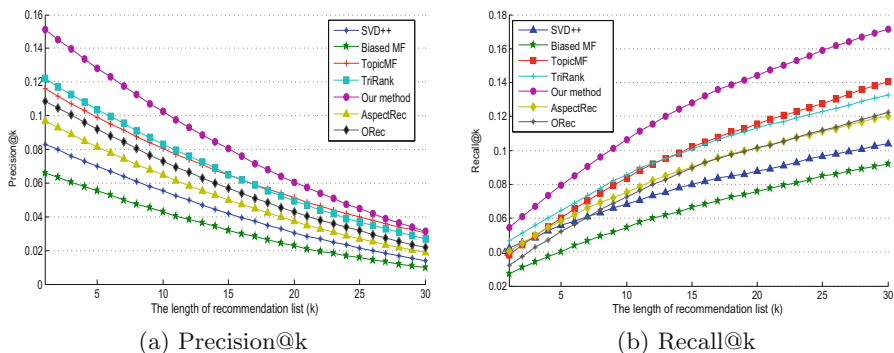 0.16
0.14
0.12
0.1
0.08
0.06
0.04
0.02
0
Precision@k
5
10
15
20
25
30
The length of recommendation list (k)
SVD++
Biased MF
TopicMF
TriRank
Our method
AspectRec
ORec
(a) Precision@k
0.18
0.16
0.14
0.12
0.1
0.08
0.06
0.04
0.02
Recall@k
5
10
15
20
25
30
The length of recommendation list (k)
SVD++
Biased MF
TopicMF
TriRank
Our method
AspectRec
ORec
(b) Recall@k